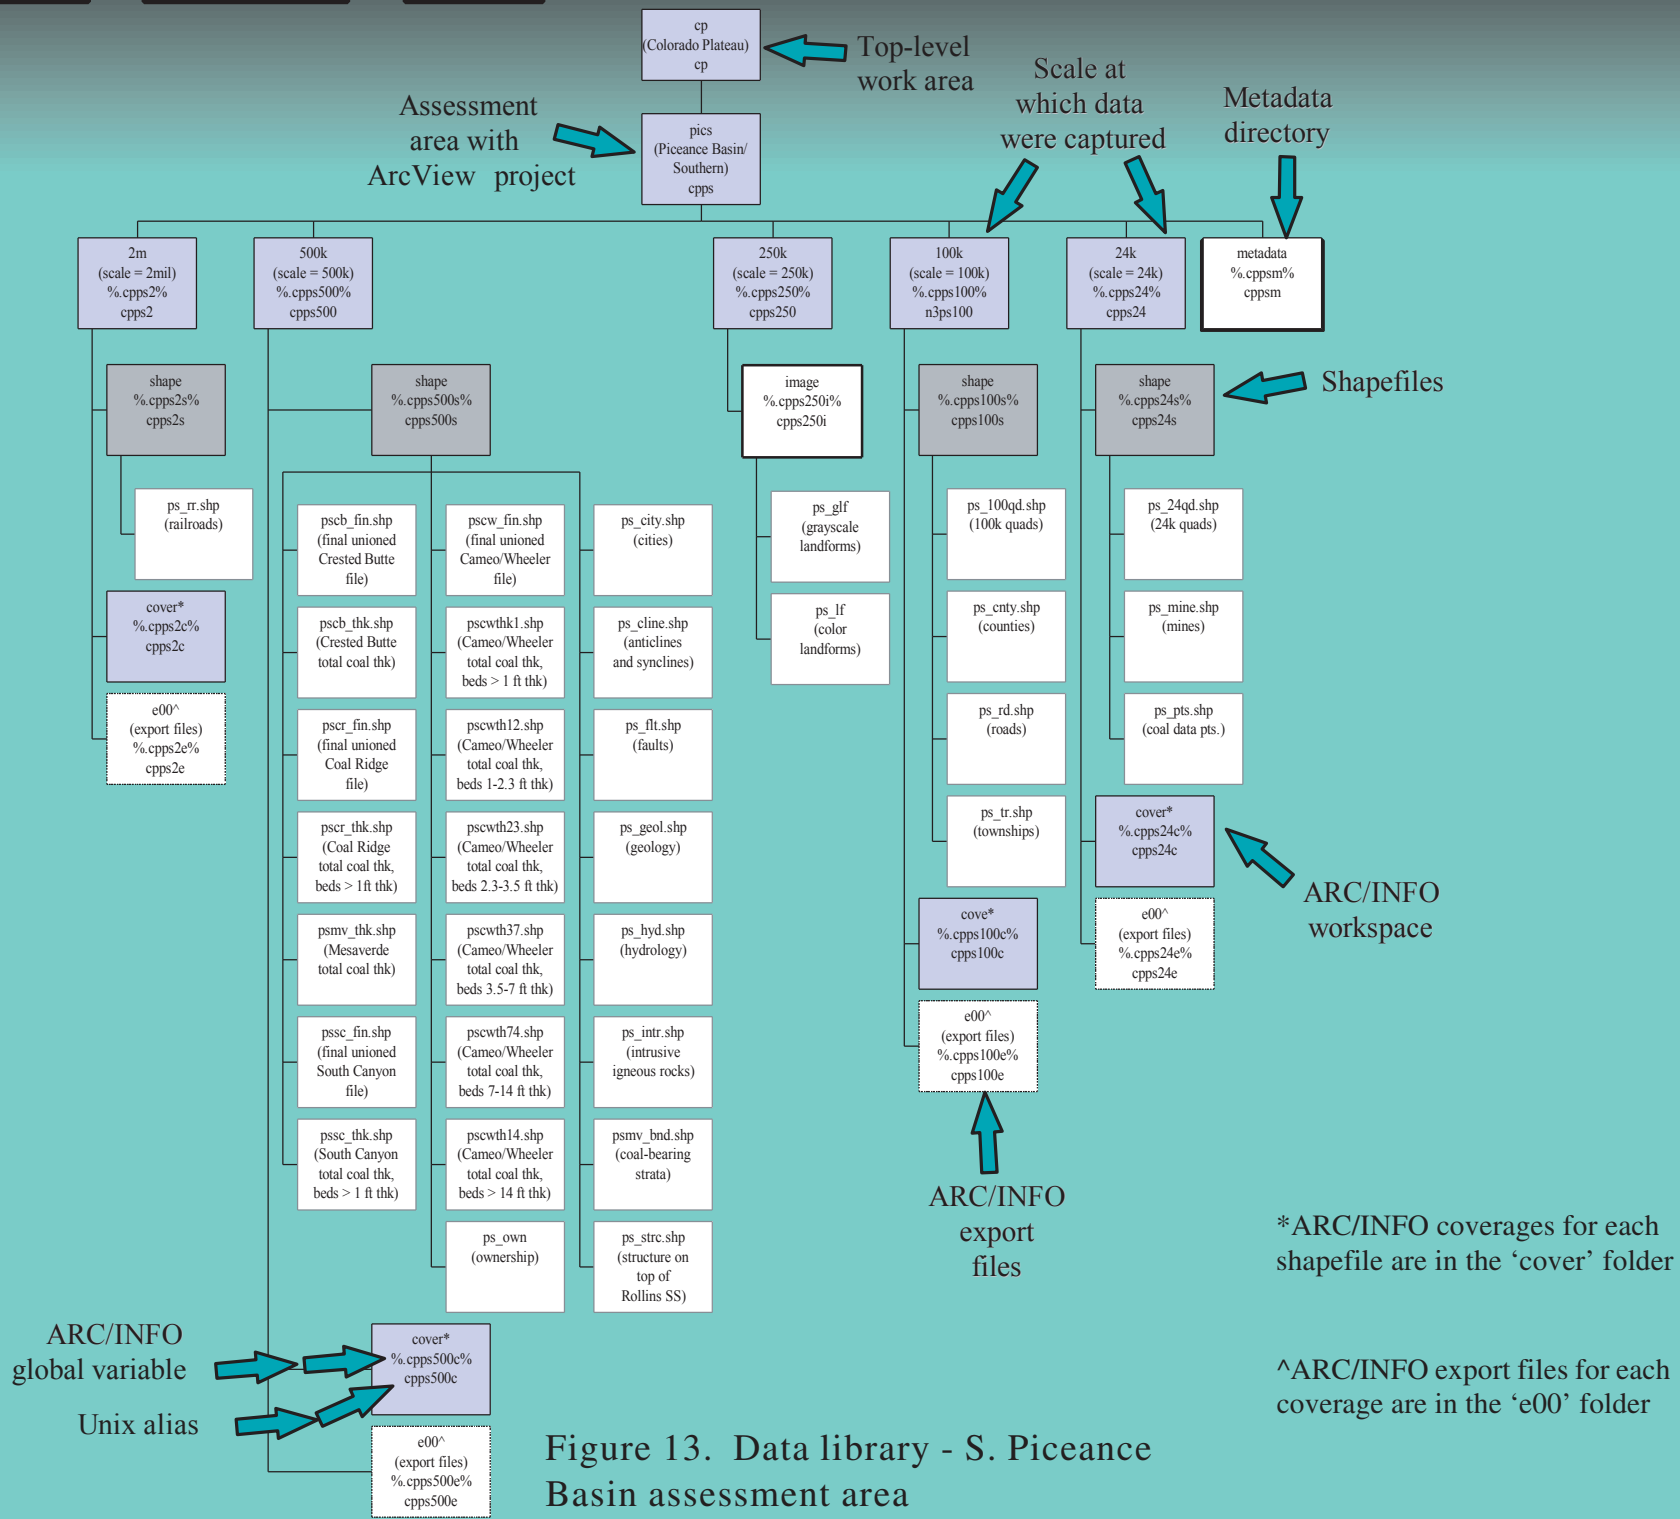 cp
(Colorado Plateau)
cp
Top-level
work area
Scale at
which data
were captured
Metadata
directory
Assessment
area with
ArcView project
pics
(Piceance Basin/
Southern)
cpps
2m
(scale = 2mil)
%.cpps2%
cpps2
500k
(scale = 500k)
%.cpps500%
cpps500
250k
(scale = 250k)
%.cpps250%
cpps250
100k
(scale = 100k)
%.cpps100%
n3ps100
24k
(scale = 24k)
%.cpps24%
cpps24
metadata
%.cppsm%
cppsm
shape
%.cpps2s%
cpps2s
shape
%.cpps500s%
cpps500s
image
%.cpps250i%
cpps250i
shape
%.cpps100s%
cpps100s
shape
%.cpps24s%
cpps24s
Shapefiles
ps_rr.shp
(railroads)
cover*
%.cpps2c%
cpps2c
e00^
(export files)
%.cpps2e%
cpps2e
pscb_fin.shp
(final unioned
Crested Butte
file)
pscb_thk.shp
(Crested Butte
total coal thk)
pscr_fin.shp
(final unioned
Coal Ridge
file)
pscr_thk.shp
(Coal Ridge
total coal thk,
beds > 1ft thk)
psmv_thk.shp
(Mesaverde
total coal thk)
pssc_fin.shp
(final unioned
South Canyon
file)
pssc_thk.shp
(South Canyon
total coal thk,
beds > 1 ft thk)
pscw_fin.shp
(final unioned
Cameo/Wheeler
file)
pscwthk1.shp
(Cameo/Wheeler
total coal thk,
beds > 1 ft thk)
pscwth12.shp
(Cameo/Wheeler
total coal thk,
beds 1-2.3 ft thk)
pscwth23.shp
(Cameo/Wheeler
total coal thk,
beds 2.3-3.5 ft thk)
pscwth37.shp
(Cameo/Wheeler
total coal thk,
beds 3.5-7 ft thk)
pscwth74.shp
(Cameo/Wheeler
total coal thk,
beds 7-14 ft thk)
pscwth14.shp
(Cameo/Wheeler
total coal thk,
beds > 14 ft thk)
ps_own
(ownership)
ps_city.shp
(cities)
ps_cline.shp
(anticlines
and synclines)
ps_flt.shp
(faults)
ps_geol.shp
(geology)
ps_hyd.shp
(hydrology)
ps_intr.shp
(intrusive
igneous rocks)
psmv_bnd.shp
(coal-bearing
strata)
ps_strc.shp
(structure on
top of
Rollins SS)
ps_glf
(grayscale
landforms)
ps_lf
(color
landforms)
ps_100qd.shp
(100k quads)
ps_cnty.shp
(counties)
ps_rd.shp
(roads)
ps_tr.shp
(townships)
cove*
%.cpps100c%
cpps100c
e00^
(export files)
%.cpps100e%
cpps100e
ARC/INFO
export
files
ps_24qd.shp
(24k quads)
ps_mine.shp
(mines)
ps_pts.shp
(coal data pts.)
cover*
%.cpps24c%
cpps24c
e00^
(export files)
%.cpps24e%
cpps24e
ARC/INFO
workspace
*ARC/INFO coverages for each
shapefile are in the ‘cover’ folder
^ARC/INFO export files for each
coverage are in the ‘e00’ folder
ARC/INFO
global variable
Unix alias
cover*
%.cpps500c%
cpps500c
e00^
(export files)
%.cpps500e%
cpps500e
Figure 13. Data library - S. Piceance
Basin assessment area